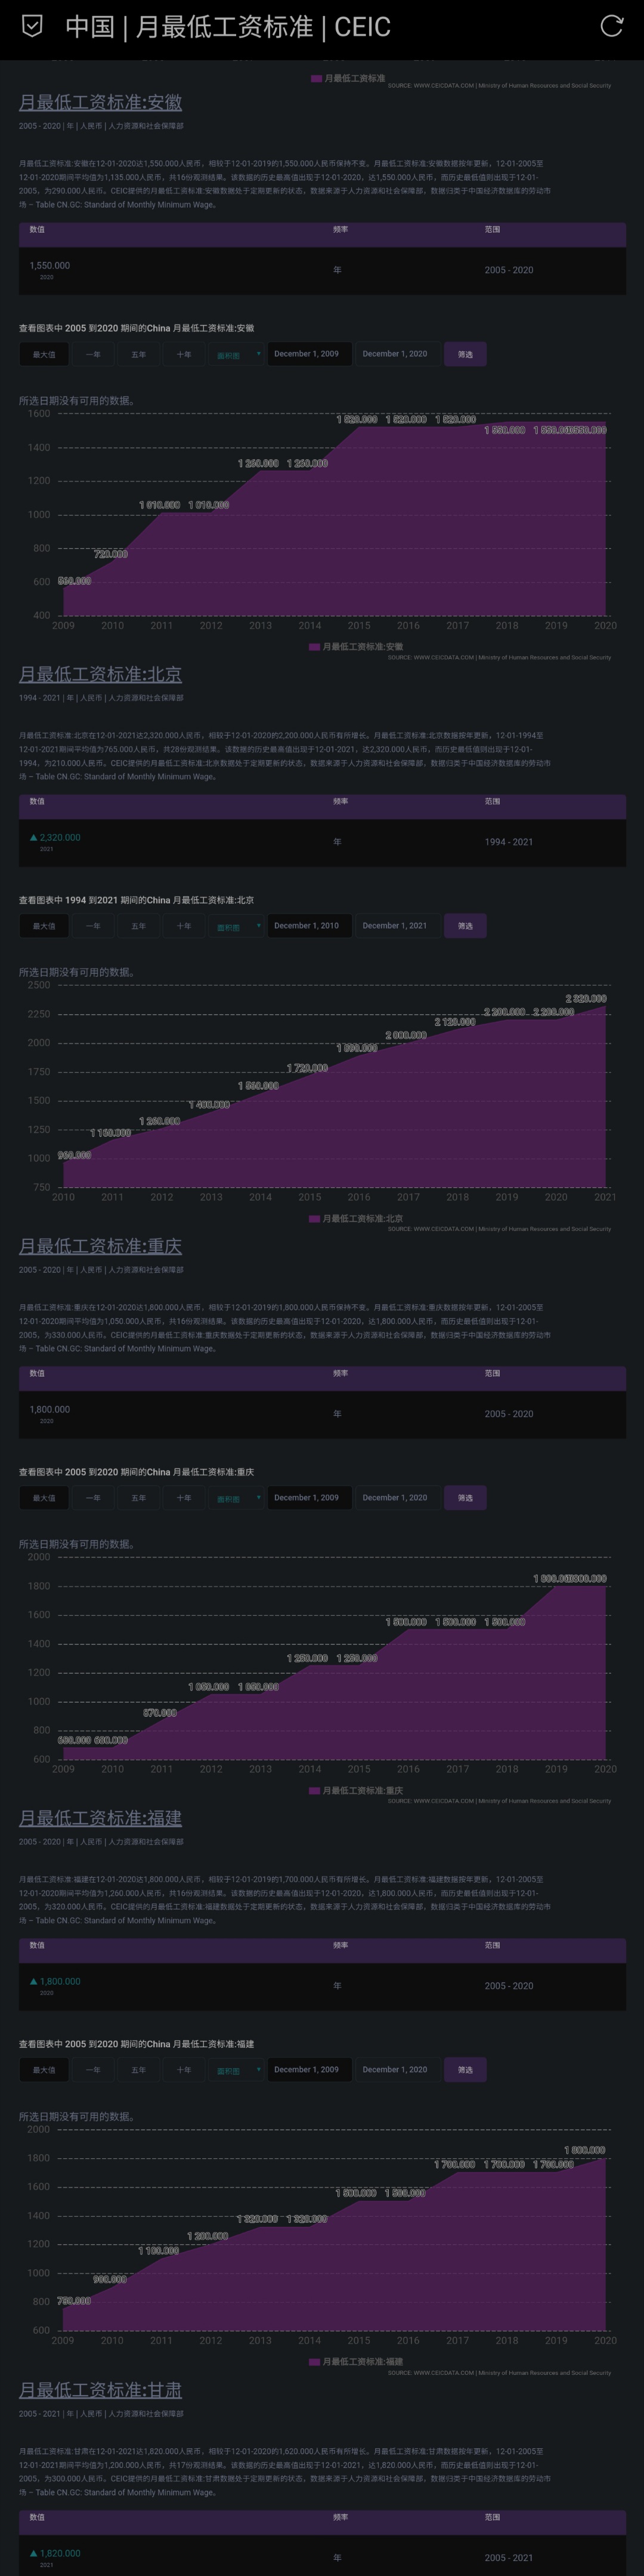 中国 | 月最低工资标准 | CEIC
月最低工资标准
SOURCE: WWW.CEICDATA.COM | Ministry of Human Resources and Social Security
月最低工资标准:安徽
2005 - 2020 | 年 | 人民币 | 人力资源和社会保障部
月最低工资标准:安徽在12-01-2020达1,550.000人民币，相较于12-01-2019的1,550.000人民币保持不变。月最低工资标准:安徽数据按年更新，12-01-2005至
12-01-2020期间平均值为1,135.000人民币，共16份观测结果。该数据的历史最高值出现于12-01-2020，达1,550.000人民币，而历史最低值则出现于12-01-
2005，为290.000人民币。CEIC提供的月最低工资标准:安徽数据处于定期更新的状态，数据来源于人力资源和社会保障部，数据归类于中国经济数据库的劳动市
场 – Table CN.GC: Standard of Monthly Minimum Wage。
数值 频率 范围
1,550.000 年 2005 - 2020
2020
查看图表中 2005 到2020 期间的China 月最低工资标准:安徽
最大值 一年 五年 十年 面积图 December 1, 2009 December 1, 2020 筛选
所选日期没有可用的数据。
1600
1 520.000 1 520.000 1 520.000
1 550.000 1 550.000 1 550.000
1400
1 260.000 1 260.000
1200
1 010.000 1 010.000
1000
800
720.000
600
560.000
400
2009 2010 2011 2012 2013 2014 2015 2016 2017 2018 2019 2020
月最低工资标准:安徽
SOURCE: WWW.CEICDATA.COM | Ministry of Human Resources and Social Security
月最低工资标准:北京
1994 - 2021 | 年 | 人民币 | 人力资源和社会保障部
月最低工资标准:北京在12-01-2021达2,320.000人民币，相较于12-01-2020的2,200.000人民币有所增长。月最低工资标准:北京数据按年更新，12-01-1994至
12-01-2021期间平均值为765.000人民币，共28份观测结果。该数据的历史最高值出现于12-01-2021，达2,320.000人民币，而历史最低值则出现于12-01-
1994，为210.000人民币。CEIC提供的月最低工资标准:北京数据处于定期更新的状态，数据来源于人力资源和社会保障部，数据归类于中国经济数据库的劳动市
场 – Table CN.GC: Standard of Monthly Minimum Wage。
数值 频率 范围
▲ 2,320.000 年 1994 - 2021
2021
查看图表中 1994 到2021 期间的China 月最低工资标准:北京
最大值 一年 五年 十年 面积图 December 1, 2010 December 1, 2021 筛选
所选日期没有可用的数据。
2500
2 320.000
2250
2 200.000 2 200.000
2 120.000
2 000.000
2000
1 890.000
1750
1 720.000
1 560.000
1500
1 400.000
1250
1 260.000
1 160.000
1000
960.000
750
2010 2011 2012 2013 2014 2015 2016 2017 2018 2019 2020 2021
月最低工资标准:北京
SOURCE: WWW.CEICDATA.COM | Ministry of Human Resources and Social Security
月最低工资标准:重庆
2005 - 2020 | 年 | 人民币 | 人力资源和社会保障部
月最低工资标准:重庆在12-01-2020达1,800.000人民币，相较于12-01-2019的1,800.000人民币保持不变。月最低工资标准:重庆数据按年更新，12-01-2005至
12-01-2020期间平均值为1,050.000人民币，共16份观测结果。该数据的历史最高值出现于12-01-2020，达1,800.000人民币，而历史最低值则出现于12-01-
2005，为330.000人民币。CEIC提供的月最低工资标准:重庆数据处于定期更新的状态，数据来源于人力资源和社会保障部，数据归类于中国经济数据库的劳动市
场 – Table CN.GC: Standard of Monthly Minimum Wage。
数值 频率 范围
1,800.000 年 2005 - 2020
2020
查看图表中 2005 到2020 期间的China 月最低工资标准:重庆
最大值 一年 五年 十年 面积图 December 1, 2009 December 1, 2020 筛选
所选日期没有可用的数据。
2000
1 800.000 1 800.000
1800
1600
1 500.000 1 500.000 1 500.000
1400
1 250.000 1 250.000
1200
1 050.000 1 050.000
1000
870.000
800
680.000 680.000
600
2009 2010 2011 2012 2013 2014 2015 2016 2017 2018 2019 2020
月最低工资标准:重庆
SOURCE: WWW.CEICDATA.COM | Ministry of Human Resources and Social Security
月最低工资标准:福建
2005 - 2020 | 年 | 人民币 | 人力资源和社会保障部
月最低工资标准:福建在12-01-2020达1,800.000人民币，相较于12-01-2019的1,700.000人民币有所增长。月最低工资标准:福建数据按年更新，12-01-2005至
12-01-2020期间平均值为1,260.000人民币，共16份观测结果。该数据的历史最高值出现于12-01-2020，达1,800.000人民币，而历史最低值则出现于12-01-
2005，为320.000人民币。CEIC提供的月最低工资标准:福建数据处于定期更新的状态，数据来源于人力资源和社会保障部，数据归类于中国经济数据库的劳动市
场 – Table CN.GC: Standard of Monthly Minimum Wage。
数值 频率 范围
▲ 1,800.000 年 2005 - 2020
2020
查看图表中 2005 到2020 期间的China 月最低工资标准:福建
最大值 一年 五年 十年 面积图 December 1, 2009 December 1, 2020 筛选
所选日期没有可用的数据。
2000
1 800.000
1800
1 700.000 1 700.000 1 700.000
1600
1 500.000 1 500.000
1400
1 320.000 1 320.000
1200
1 200.000
1 100.000
1000
900.000
800
750.000
600
2009 2010 2011 2012 2013 2014 2015 2016 2017 2018 2019 2020
月最低工资标准:福建
SOURCE: WWW.CEICDATA.COM | Ministry of Human Resources and Social Security
月最低工资标准:甘肃
2005 - 2021 | 年 | 人民币 | 人力资源和社会保障部
月最低工资标准:甘肃在12-01-2021达1,820.000人民币，相较于12-01-2020的1,620.000人民币有所增长。月最低工资标准:甘肃数据按年更新，12-01-2005至
12-01-2021期间平均值为1,200.000人民币，共17份观测结果。该数据的历史最高值出现于12-01-2021，达1,820.000人民币，而历史最低值则出现于12-01-
2005，为300.000人民币。CEIC提供的月最低工资标准:甘肃数据处于定期更新的状态，数据来源于人力资源和社会保障部，数据归类于中国经济数据库的劳动市
场 – Table CN.GC: Standard of Monthly Minimum Wage。
数值 频率 范围
▲ 1,820.000 年 2005 - 2021
2021